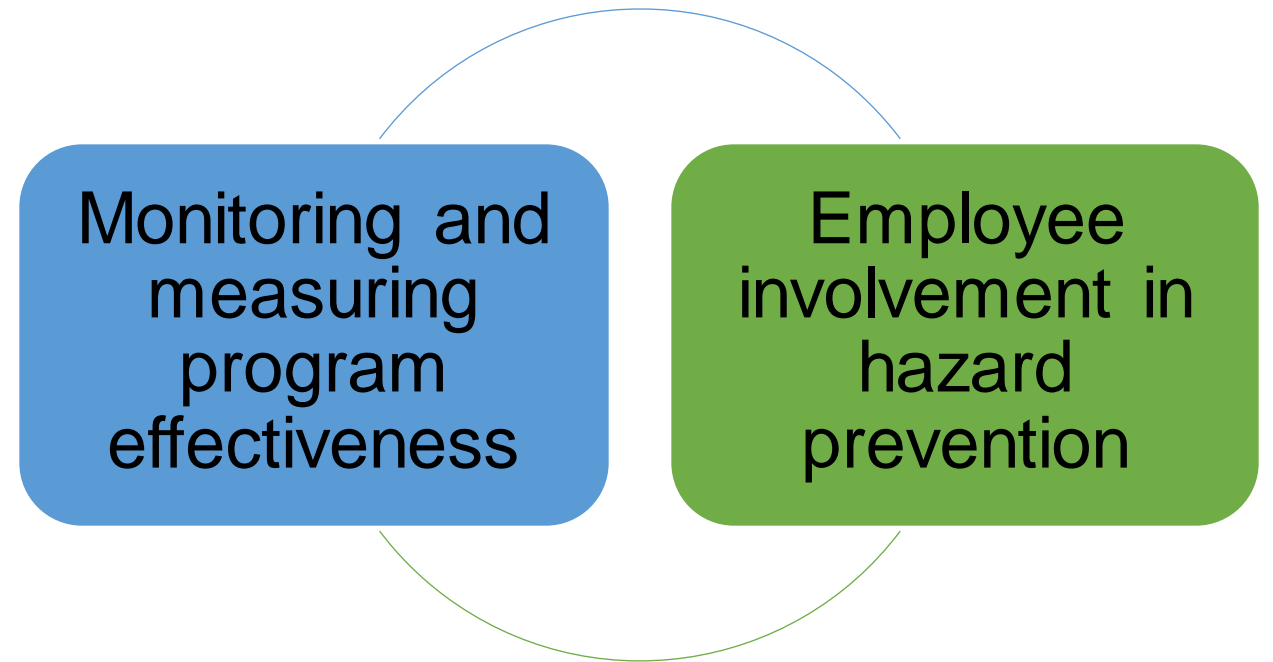 Monitoring and
measuring
program
effectiveness
Employee
involvement in
hazard
prevention